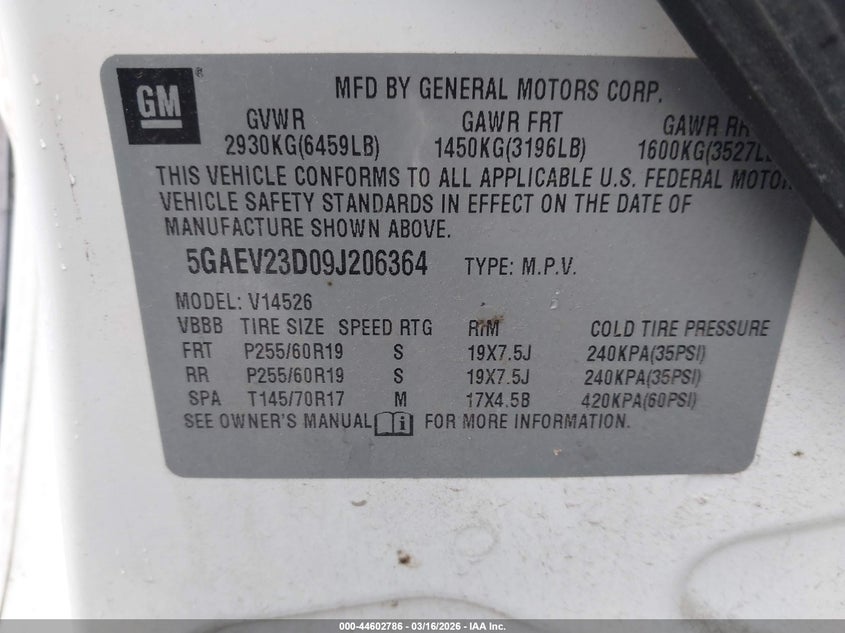 GM ®
MFD BY GENERAL MOTORS CORP.
GVWR GAWR FRT GAWR
2930KG(6459LB) 1450KG(3196LB) 1600KG(3527L
THIS VEHICLE CONFORMS TO ALL APPLICABLE U.S. FEDERAL MOTO
VEHICLE SAFETY STANDARDS IN EFFECT ON THE DATE OF
MANUFACTURE SHOWN ABOVE.
5GAEV23D09J206364 TYPE: M.P.V.
MODEL: V14526
VBBB TIRE SIZE SPEED RTG RIM COLD TIRE PRESSURE
FRT P255/60R19 S 19X7.5J 240KPA(35PSI)
RR P255/60R19 S 19X7.5J 240KPA(35PSI)
SPA T145/70R17 M 17X4.5B 420KPA(60PSI)
SEE OWNER'S MANUAL i FOR MORE INFORMATION.
000-44602786 — 03/16/2026 — IAA Inc.